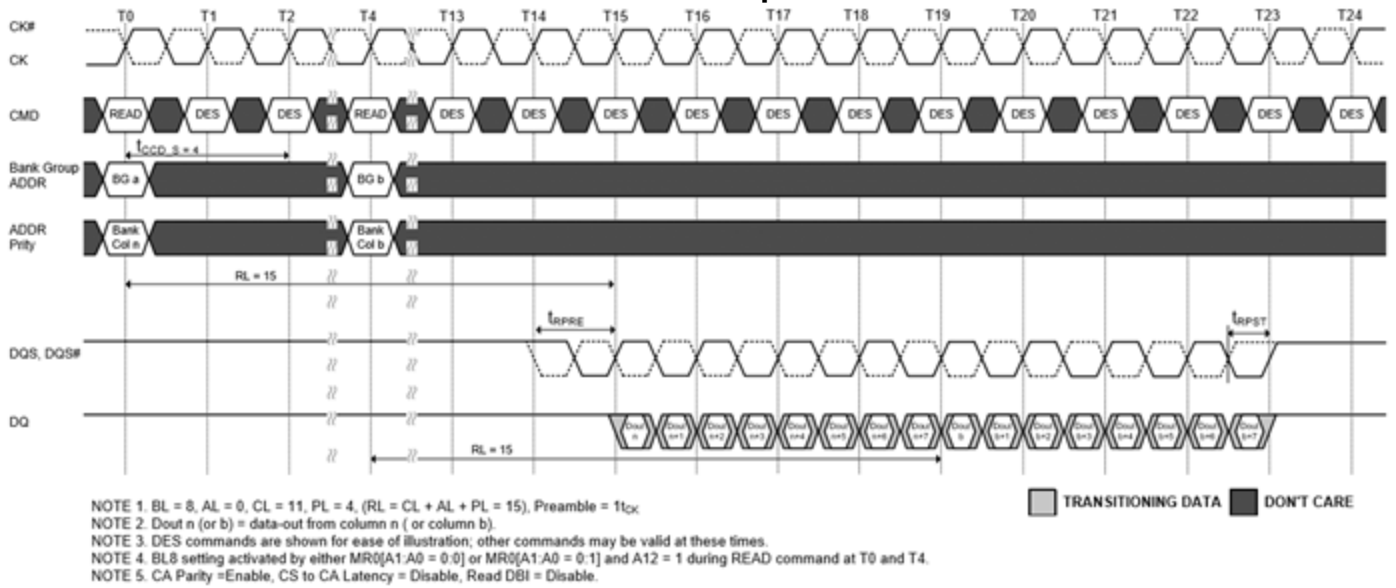 T0 T1 T2 T4 T13 T14 T15 T16 T17 T18 T19 T20 T21 T22 T23 T24
CK#
CK
CMD READ DES DES READ DES DES DES DES DES DES DES DES DES DES DES DES
tCCD_S = 4
Bank Group
ADDR
BG a BG b
ADDR
Prity
Bank
Col n
Bank
Col b
RL = 15
tRPRE tRPST
DQS, DQS#
DQ
Dout
n
Dout
n+1
Dout
n+2
Dout
n+3
Dout
n+4
Dout
n+5
Dout
n+6
Dout
n+7
Dout
b
Dout
b+1
Dout
b+2
Dout
b+3
Dout
b+4
Dout
b+5
Dout
b+6
Dout
b+7
RL = 15
TRANSITIONING DATA DON'T CARE
NOTE 1. BL = 8, AL = 0, CL = 11, PL = 4, (RL = CL + AL + PL = 15), Preamble = 1tCK
NOTE 2. Dout n (or b) = data-out from column n ( or column b).
NOTE 3. DES commands are shown for ease of illustration; other commands may be valid at these times.
NOTE 4. BL8 setting activated by either MR0[A1:A0 = 0:0] or MR0[A1:A0 = 0:1] and A12 = 1 during READ command at T0 and T4.
NOTE 5. CA Parity =Enable, CS to CA Latency = Disable, Read DBI = Disable.